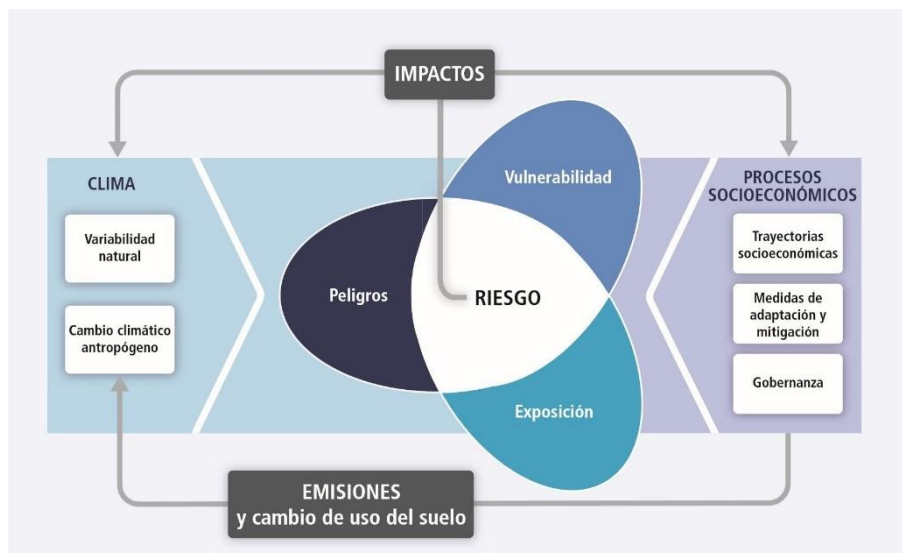 IMPACTOS
CLIMA
Variabilidad
natural
Cambio climático
antropógeno
Peligros
RIESGO
Vulnerabilidad
Exposición
PROCESOS
SOCIOECONÓMICOS
Trayectorias
socioeconómicas
Medidas de
adaptación y
mitigación
Gobernanza
EMISIONES
y cambio de uso del suelo